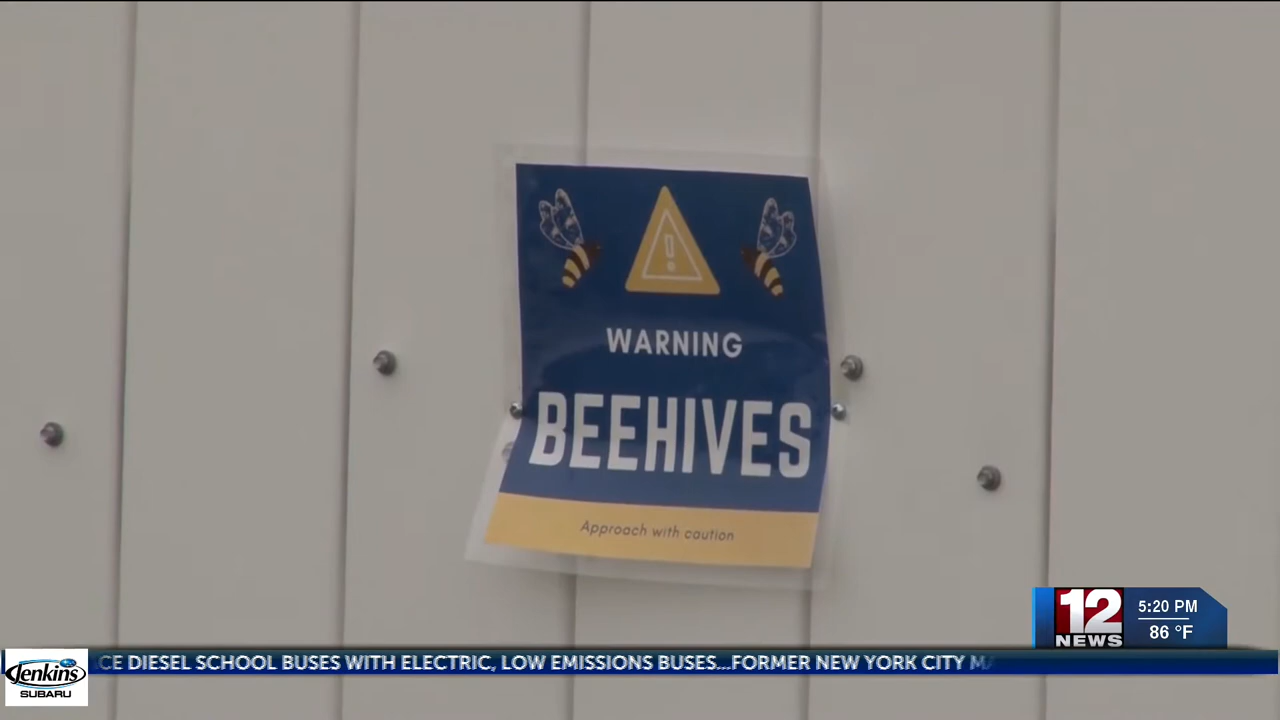 !
WARNING
BEEHIVES
Approach with caution
12
NEWS
5:20 PM
86 °F
DIESEL SCHOOL BUSES WITH ELECTRIC, LOW EMISSIONS BUSES...FORMER NEW YORK CITY
Jenkins
SUBARU